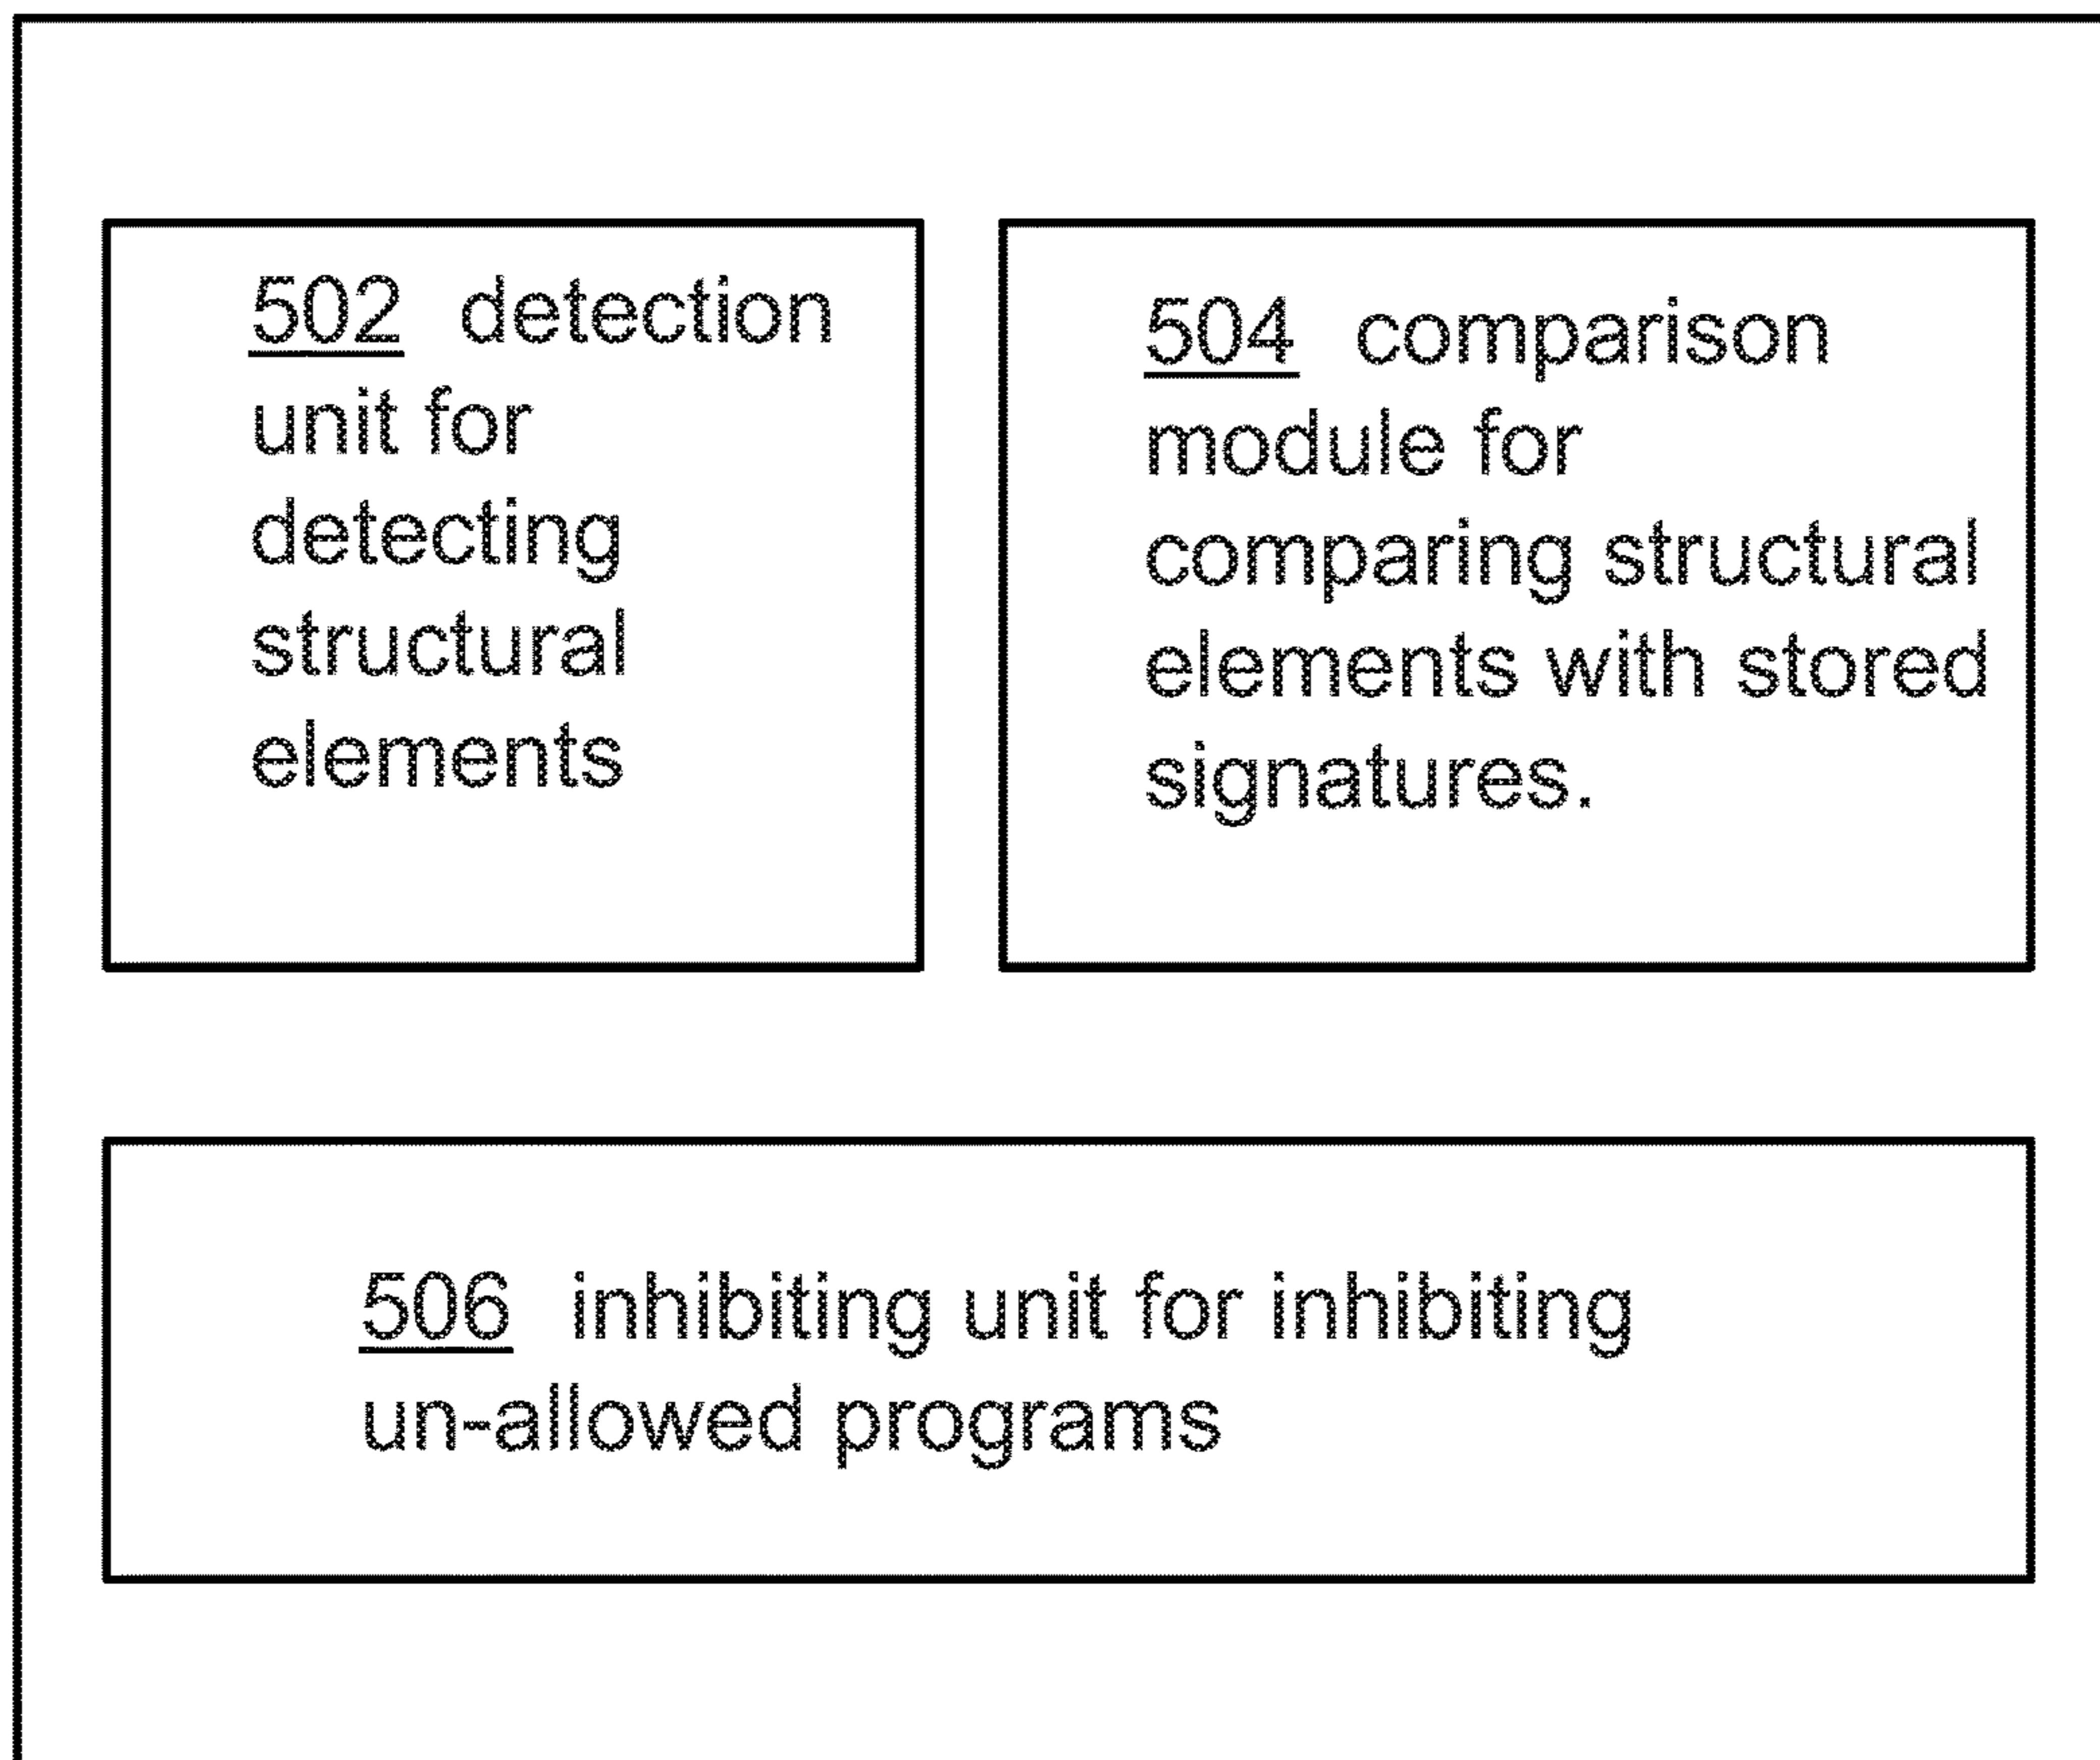 502 detection
unit for
detecting
structural
elements
504 comparison
module for
comparing structural
elements with stored
signatures.
506 inhibiting unit for inhibiting
un-allowed programs